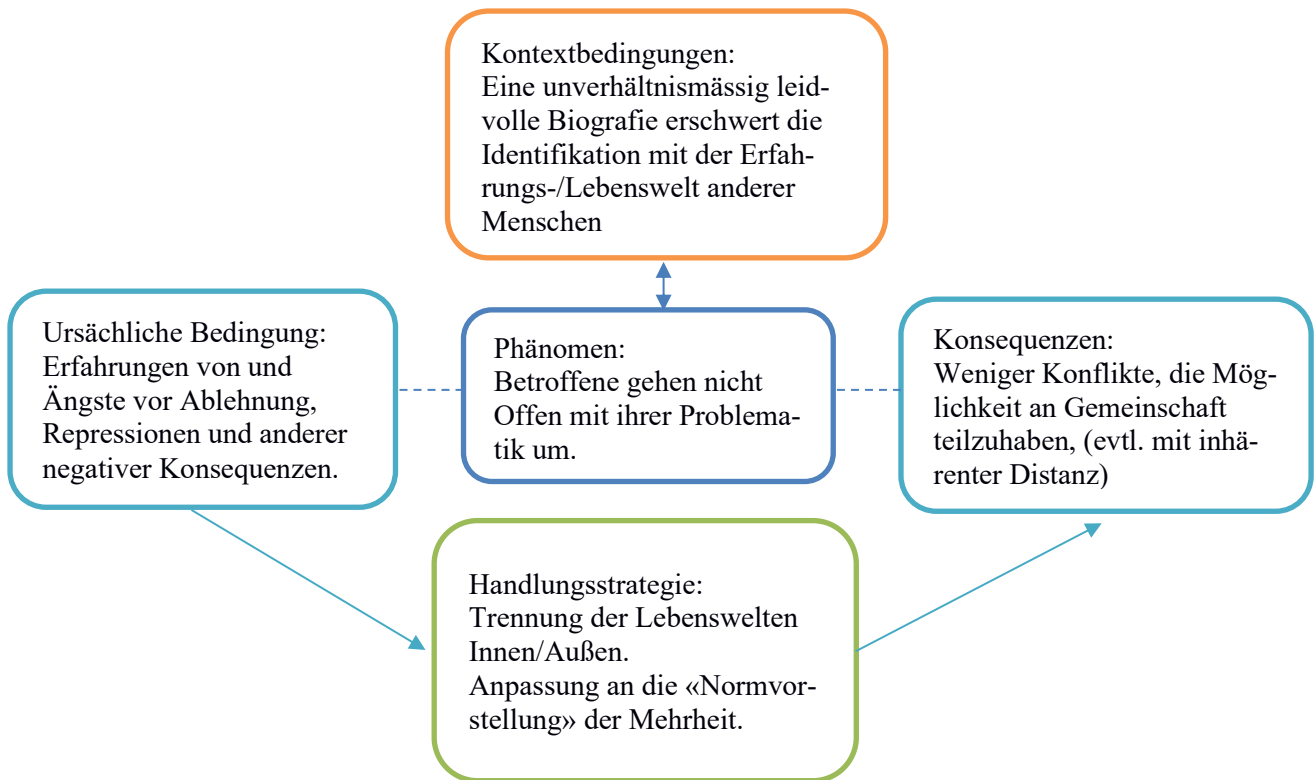 Kontextbedingungen:
Eine unverhältnismässig leid-
volle Biografie erschwert die
Identifikation mit der Erfah-
rungs-/Lebenswelt anderer
Menschen
Ursächliche Bedingung:
Erfahrungen von und
Ängste vor Ablehnung,
Repressionen und anderer
negativer Konsequenzen.
Phänomen:
Betroffene gehen nicht
Offen mit ihrer Problema-
tik um.
Konsequenzen:
Weniger Konflikte, die Mög-
lichkeit an Gemeinschaft
teilzuhaben, (evtl. mit inhä-
renter Distanz)
Handlungsstrategie:
Trennung der Lebenswelten
Innen/Außen.
Anpassung an die «Normvor-
stellung» der Mehrheit.